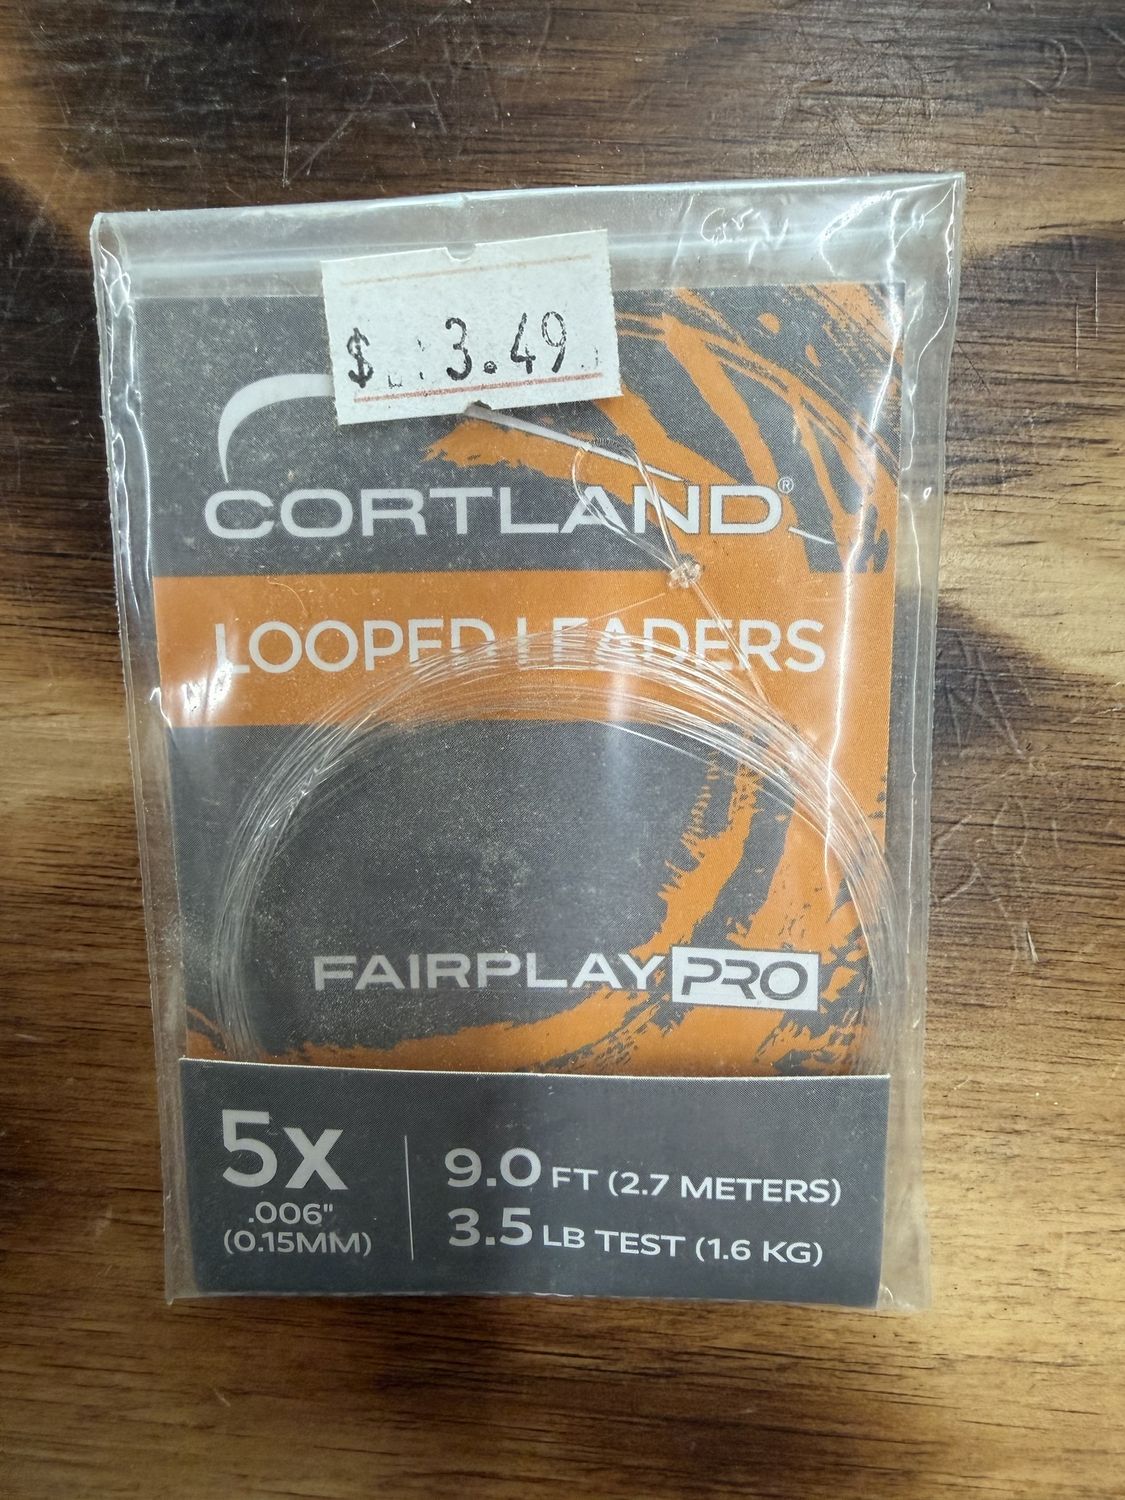 $ 3.49
CORTLAND®
LOOPED LEADERS
FAIRPLAY PRO
5x
.006"
(0.15MM)
9.0 FT (2.7 METERS)
3.5 LB TEST (1.6 KG)